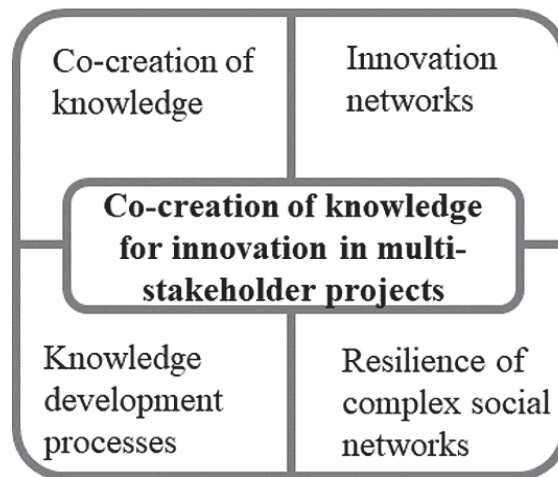 Co-creation of
knowledge
Innovation
networks
Co-creation of knowledge
for innovation in multi-
stakeholder projects
Knowledge
development
processes
Resilience of
complex social
networks